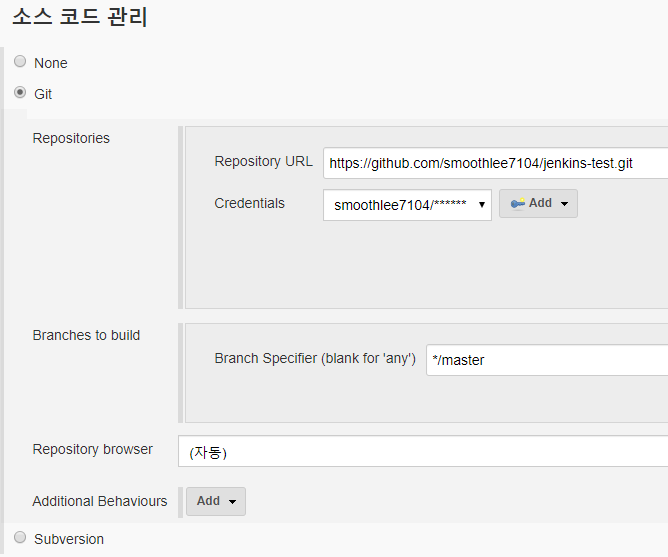 소스 코드 관리
None
Git
Repositories
Repository URL https://github.com/smoothlee7104/jenkins-test.git
Credentials smoothlee7104/****** Add
Branches to build
Branch Specifier (blank for 'any') */master
Repository browser (자동)
Additional Behaviours Add
Subversion